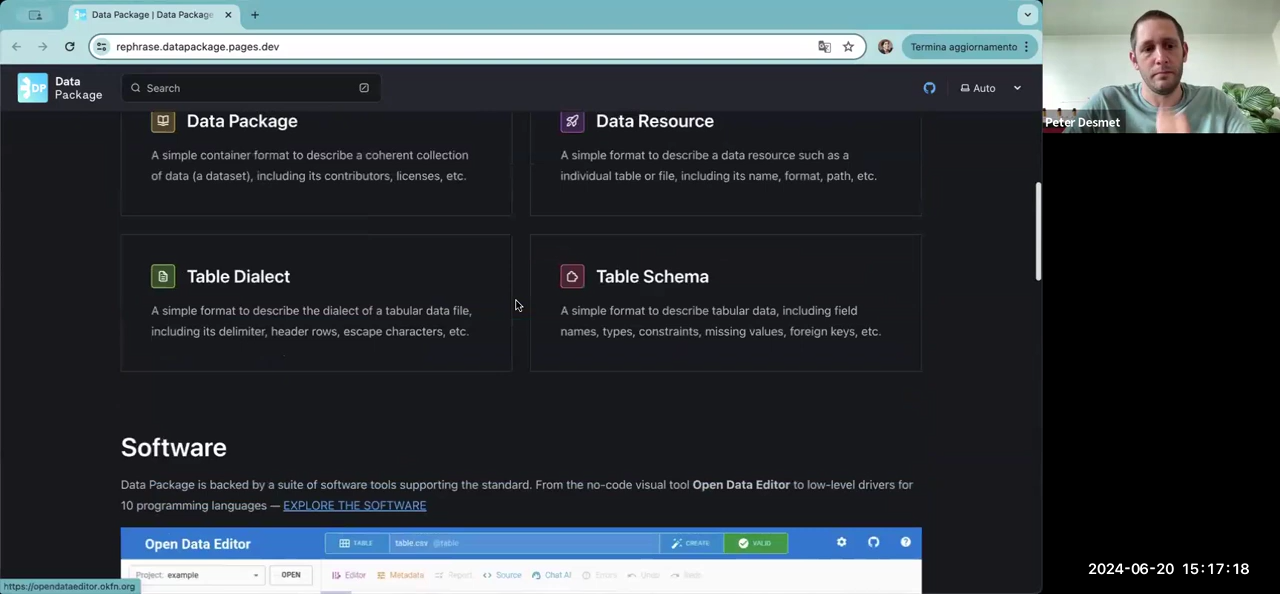 Data Package | Data Package
rephrase.datapackage.pages.dev
Termina aggiornamento
Data
Package
Search
Auto
Peter Desmet
Data Package
A simple container format to describe a coherent collection
of data (a dataset), including its contributors, licenses, etc.
Data Resource
A simple format to describe a data resource such as a
individual table or file, including its name, format, path, etc.
Table Dialect
A simple format to describe the dialect of a tabular data file,
including its delimiter, header rows, escape characters, etc.
Table Schema
A simple format to describe tabular data, including field
names, types, constraints, missing values, foreign keys, etc.
Software
Data Package is backed by a suite of software tools supporting the standard. From the no-code visual tool Open Data Editor to low-level drivers for
10 programming languages — EXPLORE THE SOFTWARE
Open Data Editor
TABLE
table.csv @table
CREATE
VALID
Project: example
OPEN
Editor
Metadata
Report
Source
Chat AI
Errors
Undo
Redo
https://opendataeditor.okfn.org
2024-06-20 15:17:18